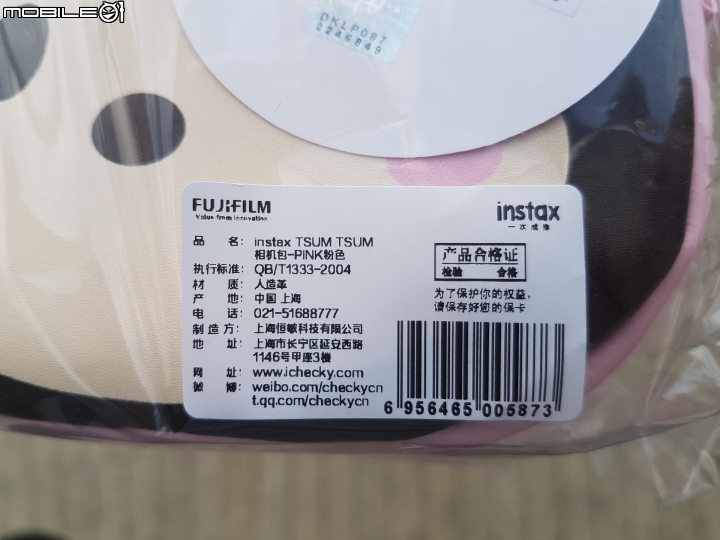 MOBILE01
DKLP087
2246849
FUJIFILM
Value from Innovation
instax
一次成像
品 名: instax TSUM TSUM
相机包-PINK粉色
执行标准: QB/T1333-2004
材 质: 人造革
产 地: 中国 上海
电 话: 021-51688777
制造方: 上海恒敏科技有限公司
地 址: 上海市长宁区延安西路
1146号甲座3楼
网 址: www.ichecky.com
微 博: weibo.com/checkycn
t.qq.com/checkycn
产品合格证
检验 合格
为了保护你的权益,
请保存好您的保卡
6 956465 005873